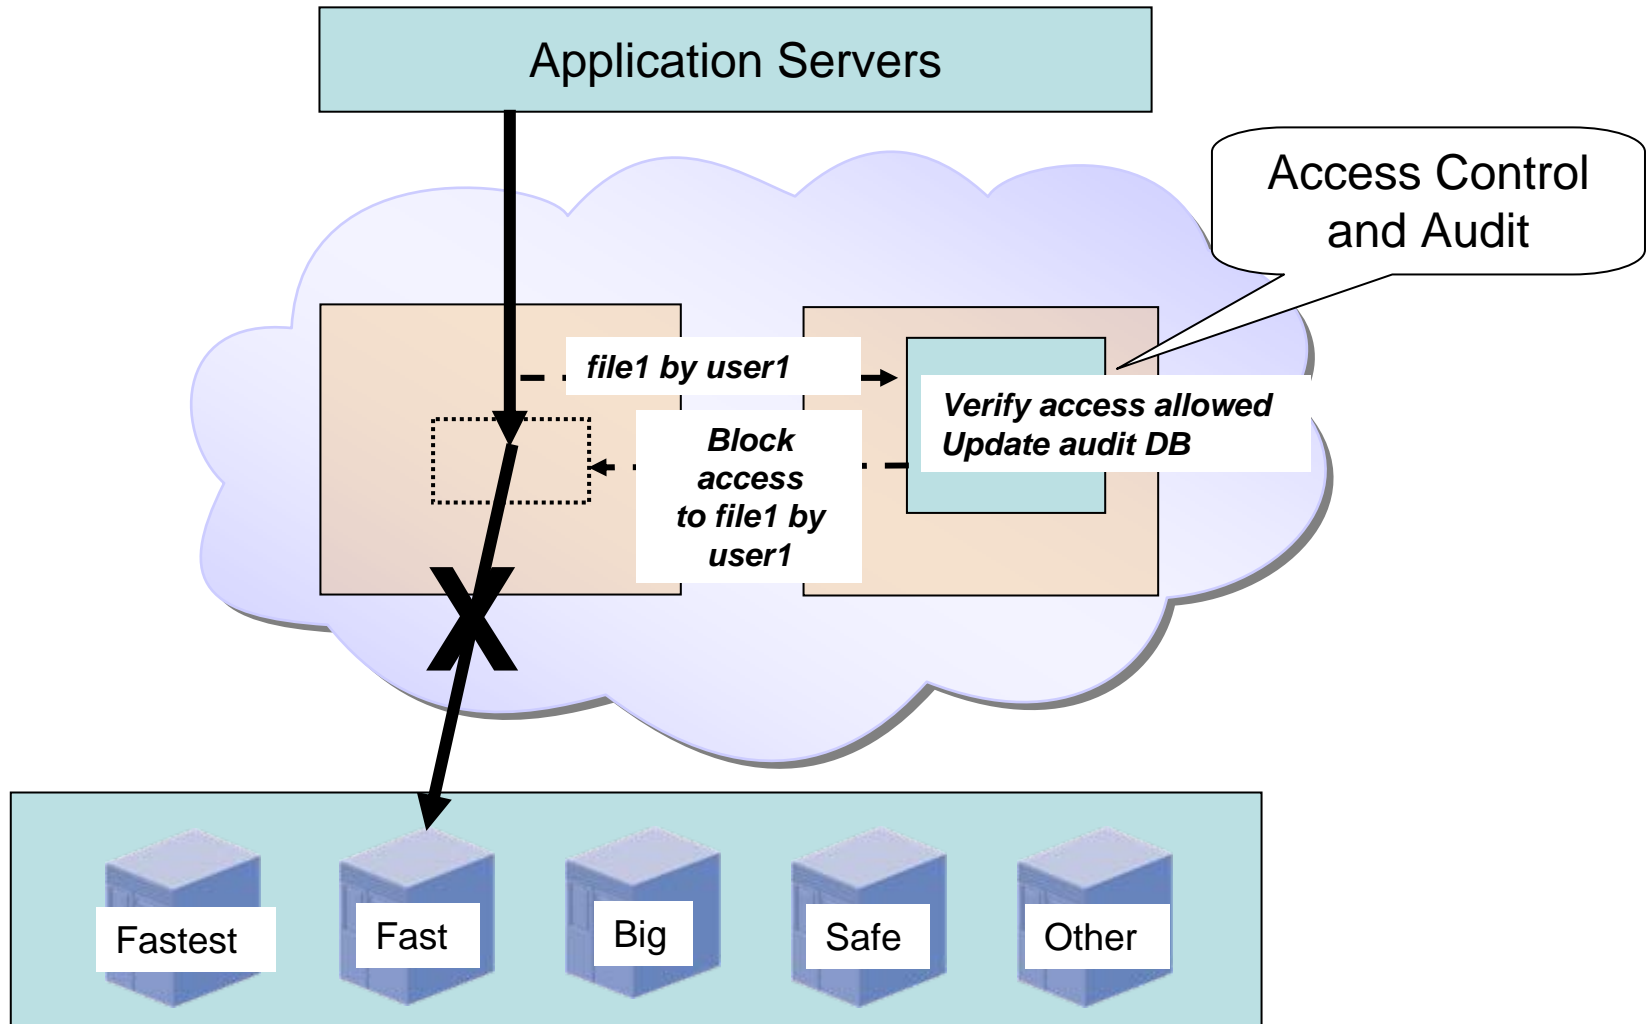 Application Servers
Access Control
and Audit
file1 by user1
Verify access allowed
Update audit DB
Block
access
to file1 by
user1
X
Fastest
Fast
Big
Safe
Other